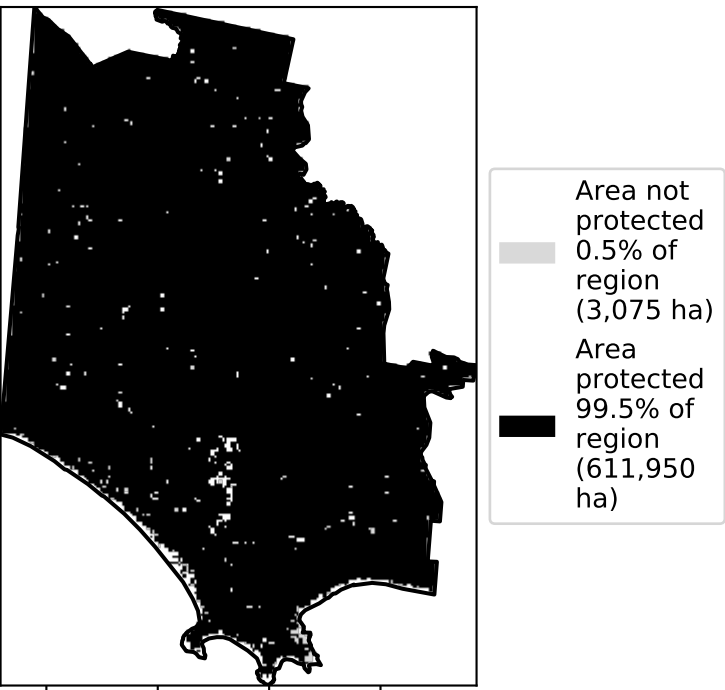 Area not
protected
0.5% of
region
(3,075 ha)
Area
protected
99.5% of
region
(611,950
ha)